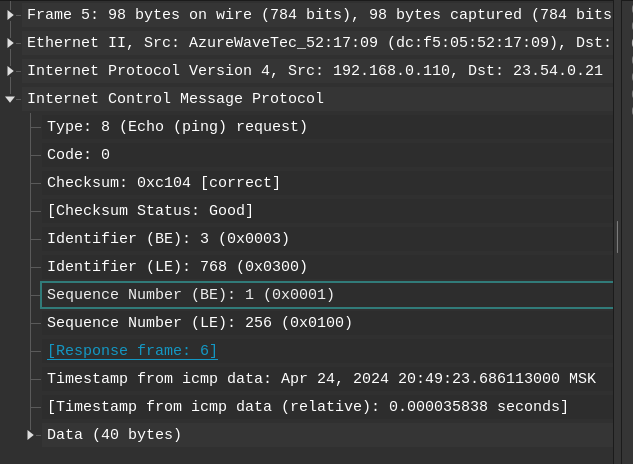 Frame 5: 98 bytes on wire (784 bits), 98 bytes captured (784 bits
Ethernet II, Src: AzureWaveTec_52:17:09 (dc:f5:05:52:17:09), Dst:
Internet Protocol Version 4, Src: 192.168.0.110, Dst: 23.54.0.21
Internet Control Message Protocol
Type: 8 (Echo (ping) request)
Code: 0
Checksum: 0xc104 [correct]
[Checksum Status: Good]
Identifier (BE): 3 (0x0003)
Identifier (LE): 768 (0x0300)
Sequence Number (BE): 1 (0x0001)
Sequence Number (LE): 256 (0x0100)
[Response frame: 6]
Timestamp from icmp data: Apr 24, 2024 20:49:23.686113000 MSK
[Timestamp from icmp data (relative): 0.000035838 seconds]
Data (40 bytes)